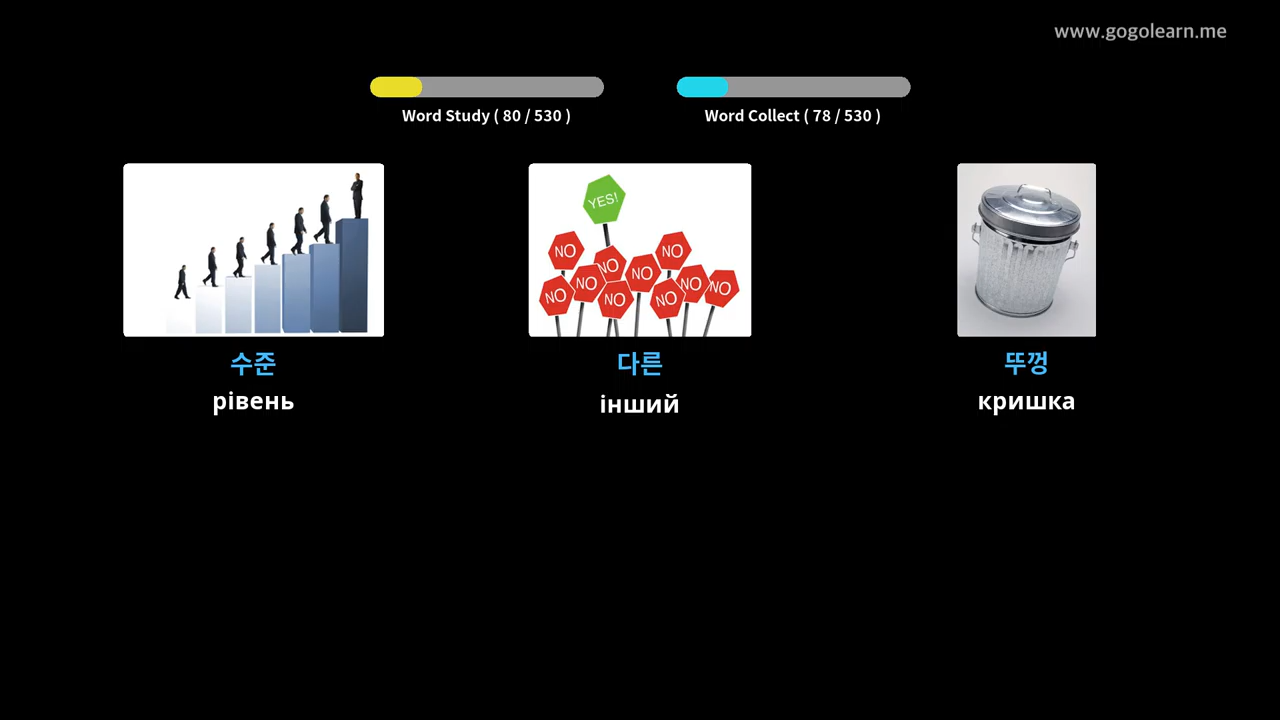 www.gogolearn.me
Word Study ( 80 / 530 )
Word Collect ( 78 / 530 )
YES!
NO
NO
NO
NO
NO
NO
NO
NO
NO
NO
수준
다른
뚜껑
рівень
інший
кришка